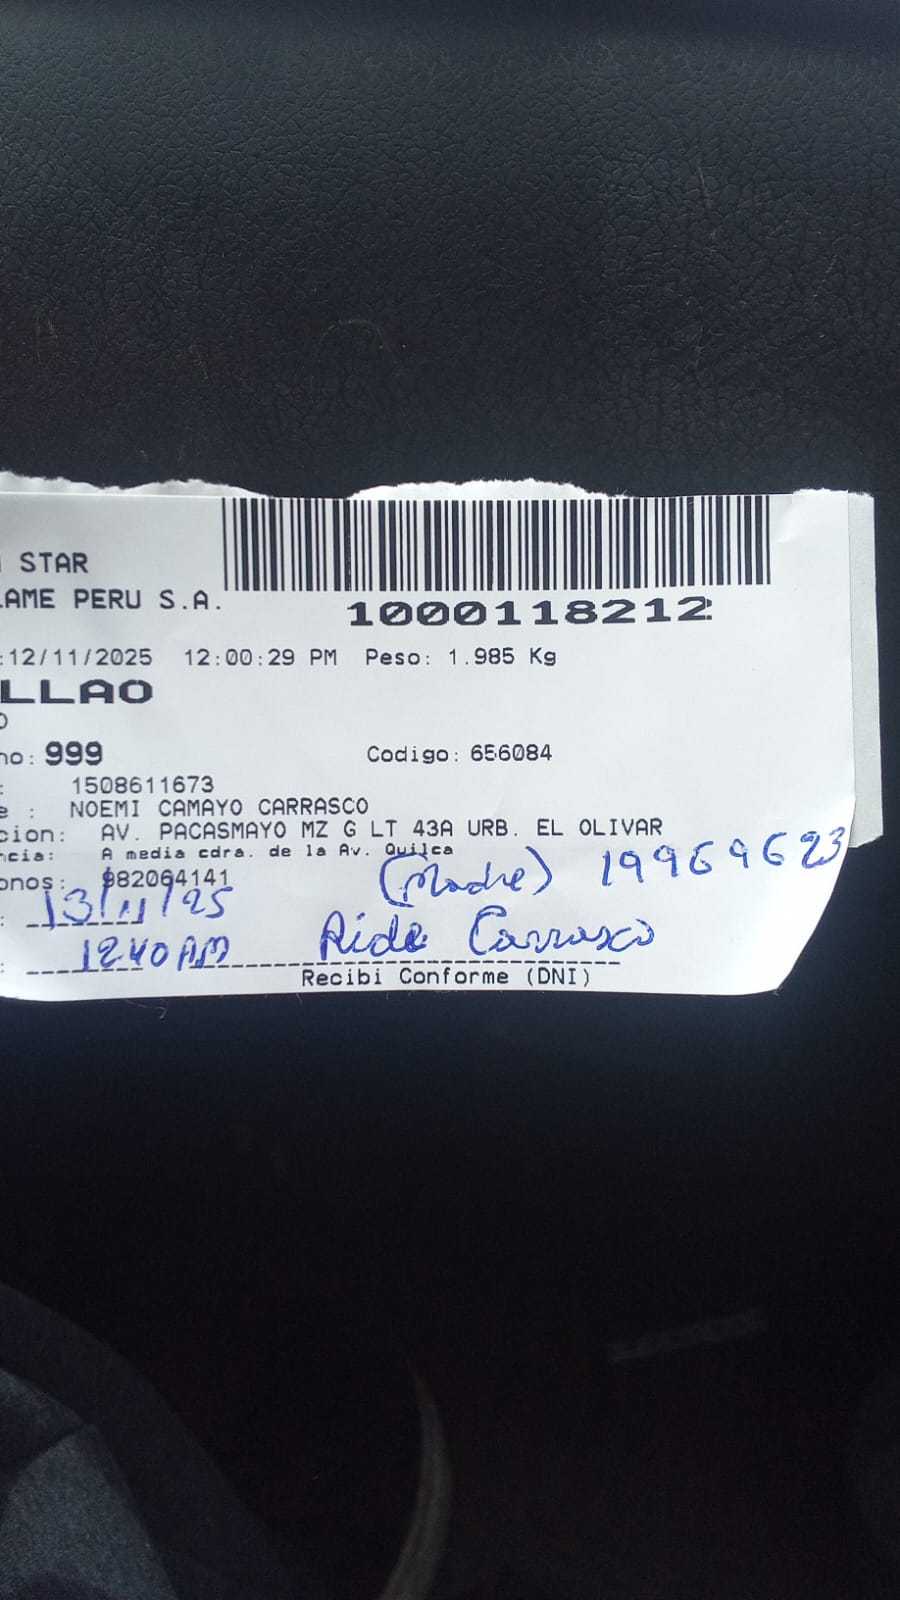 STAR
LAME PERU S.A.
1000118212
:12/11/2025 12:00:29 PM Peso: 1.985 Kg
LLAO
O
no: 999 Codigo: 656084
: 1508611673
e : NOEMI CAMAYO CARRASCO
cion: AV. PACASMAYO MZ G LT 43A URB. EL OLIVAR
ncia: A media cdra. de la Av. Quilca
onos: 982064141 (Madre) 19969623
: 13/11/25
: 1240 AM Aida Carrasco
Recibi Conforme (DNI)